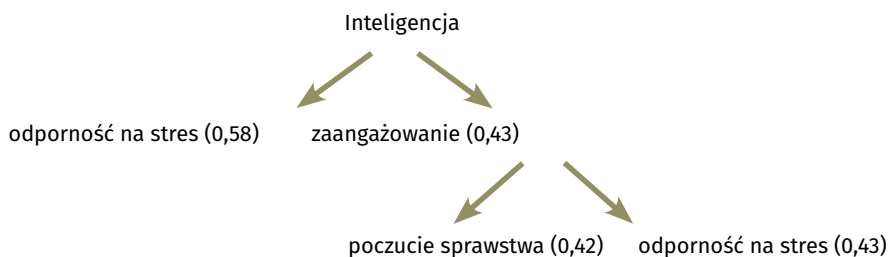 Inteligencja
odporność na stres (0,58) zaangażowanie (0,43)
poczucie sprawstwa (0,42) odporność na stres (0,43)